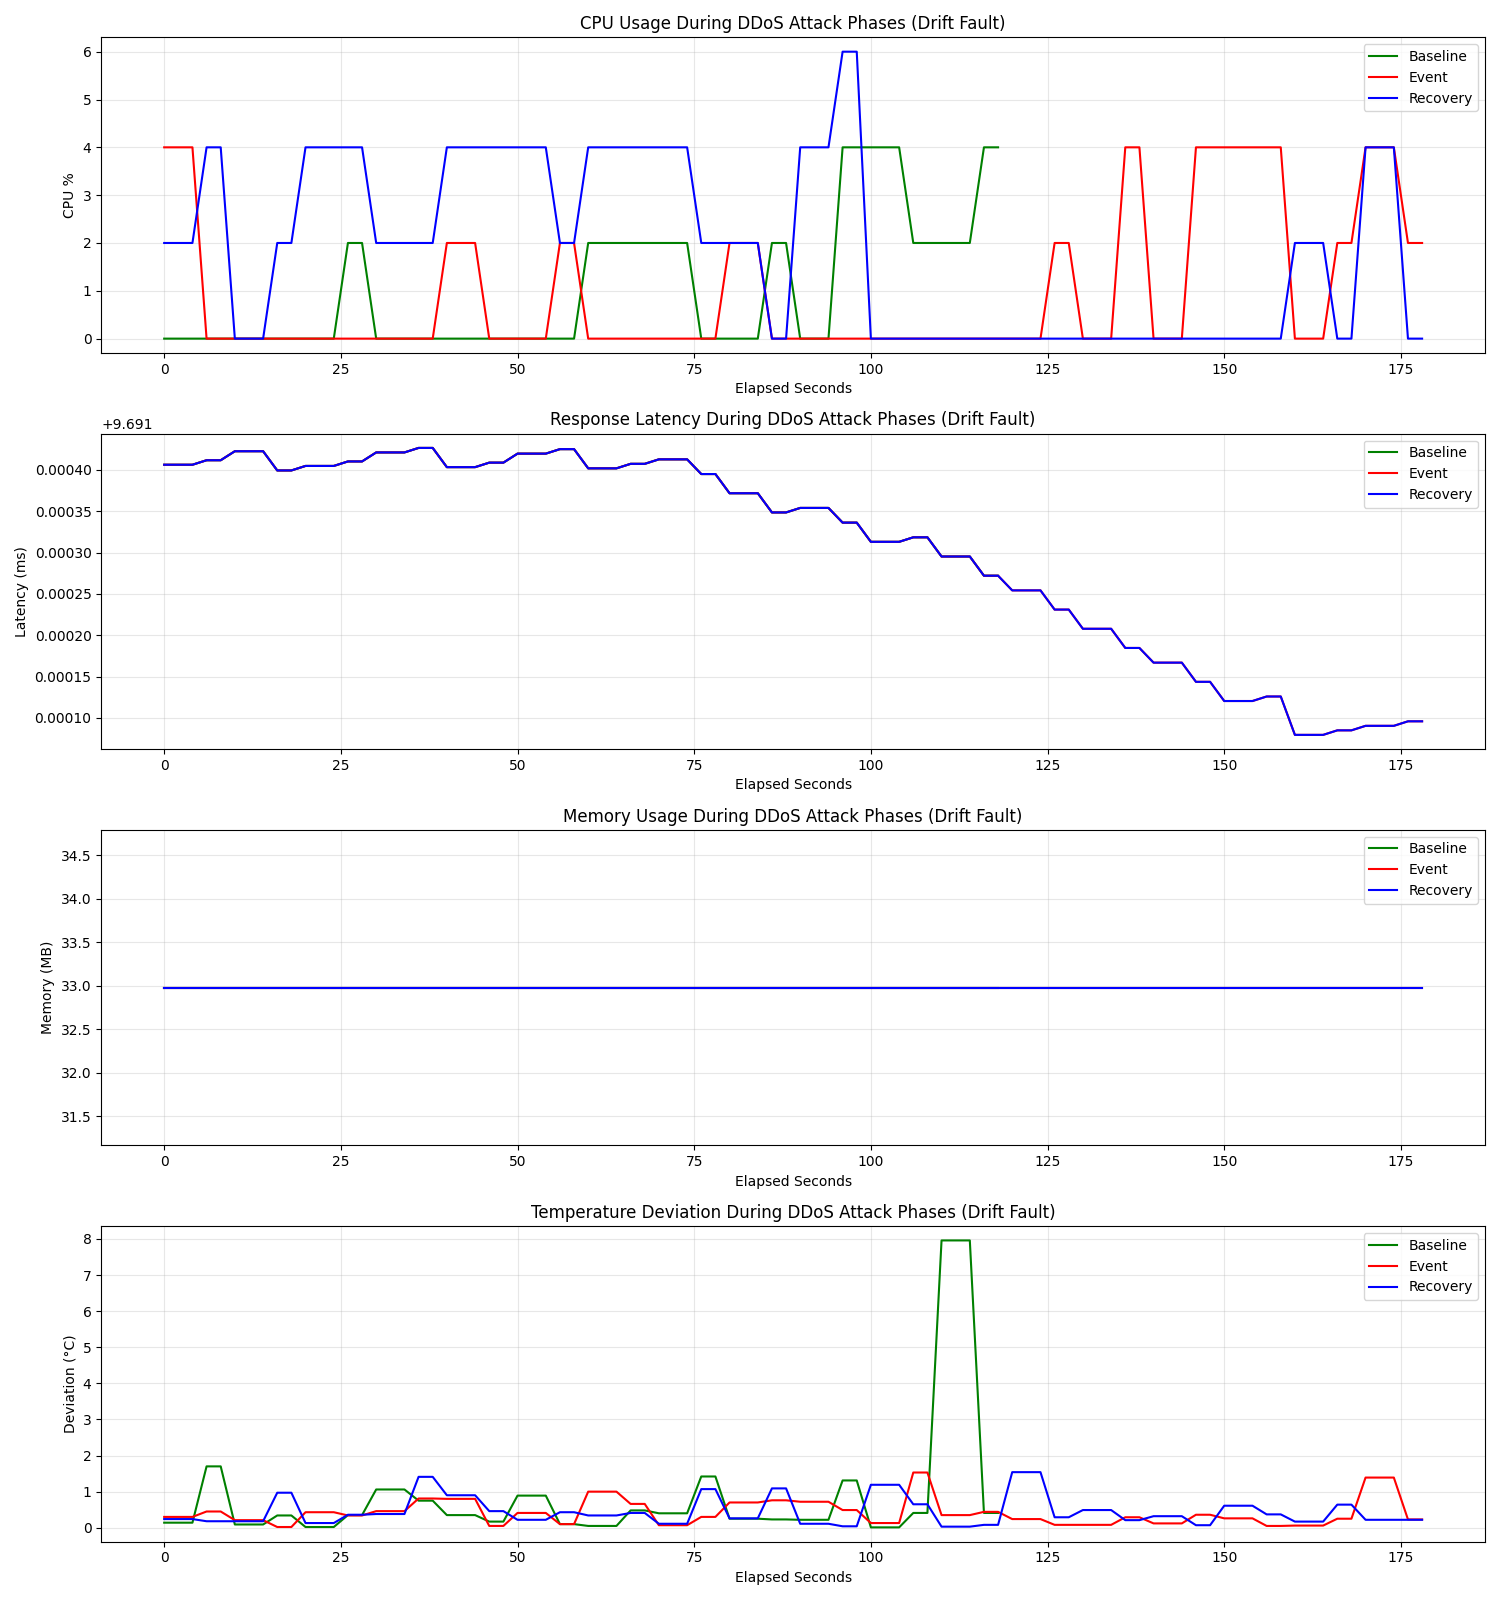 CPU Usage During DDoS Attack Phases (Drift Fault)
CPU %
6
5
4
3
2
1
0
Baseline
Event
Recovery
0 25 50 75 100 125 150 175
Elapsed Seconds
Response Latency During DDoS Attack Phases (Drift Fault)
+9.691
Latency (ms)
0.00040
0.00035
0.00030
0.00025
0.00020
0.00015
0.00010
Baseline
Event
Recovery
0 25 50 75 100 125 150 175
Elapsed Seconds
Memory Usage During DDoS Attack Phases (Drift Fault)
Memory (MB)
34.5
34.0
33.5
33.0
32.5
32.0
31.5
Baseline
Event
Recovery
0 25 50 75 100 125 150 175
Elapsed Seconds
Temperature Deviation During DDoS Attack Phases (Drift Fault)
Deviation (°C)
8
7
6
5
4
3
2
1
0
Baseline
Event
Recovery
0 25 50 75 100 125 150 175
Elapsed Seconds